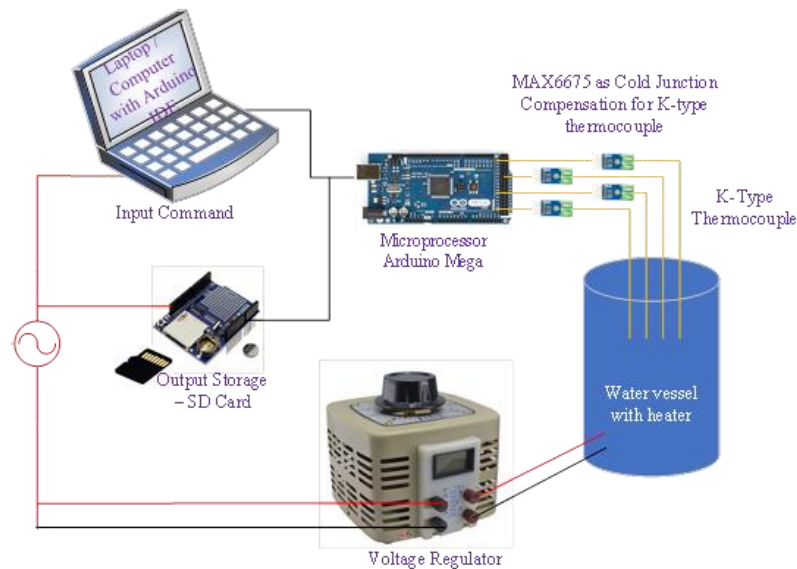 Laptop /
Computer
with Arduino
IDE
Input Command
MAX6675 as Cold Junction
Compensation for K-type
thermocouple
K-Type
Thermocouple
Microprocessor
Arduino Mega
Output Storage
– SD Card
Water vessel
with heater
Voltage Regulator